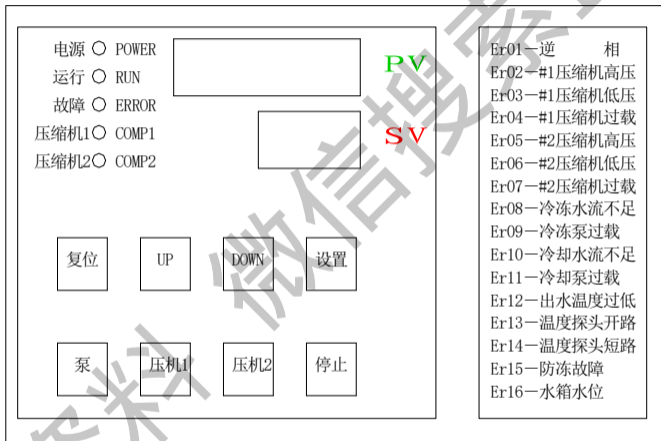 电源 POWER
运行 RUN
故障 ERROR
压缩机1 COMP1
压缩机2 COMP2
PV
SV
复位 UP DOWN 设置
泵 压机1 压机2 停止
Er01—逆 相
Er02—#1压缩机高压
Er03—#1压缩机低压
Er04—#1压缩机过载
Er05—#2压缩机高压
Er06—#2压缩机低压
Er07—#2压缩机过载
Er08—冷冻水流不足
Er09—冷冻泵过载
Er10—冷却水流不足
Er11—冷却泵过载
Er12—出水温度过低
Er13—温度探头开路
Er14—温度探头短路
Er15—防冻故障
Er16—水箱水位
资料 微信搜索